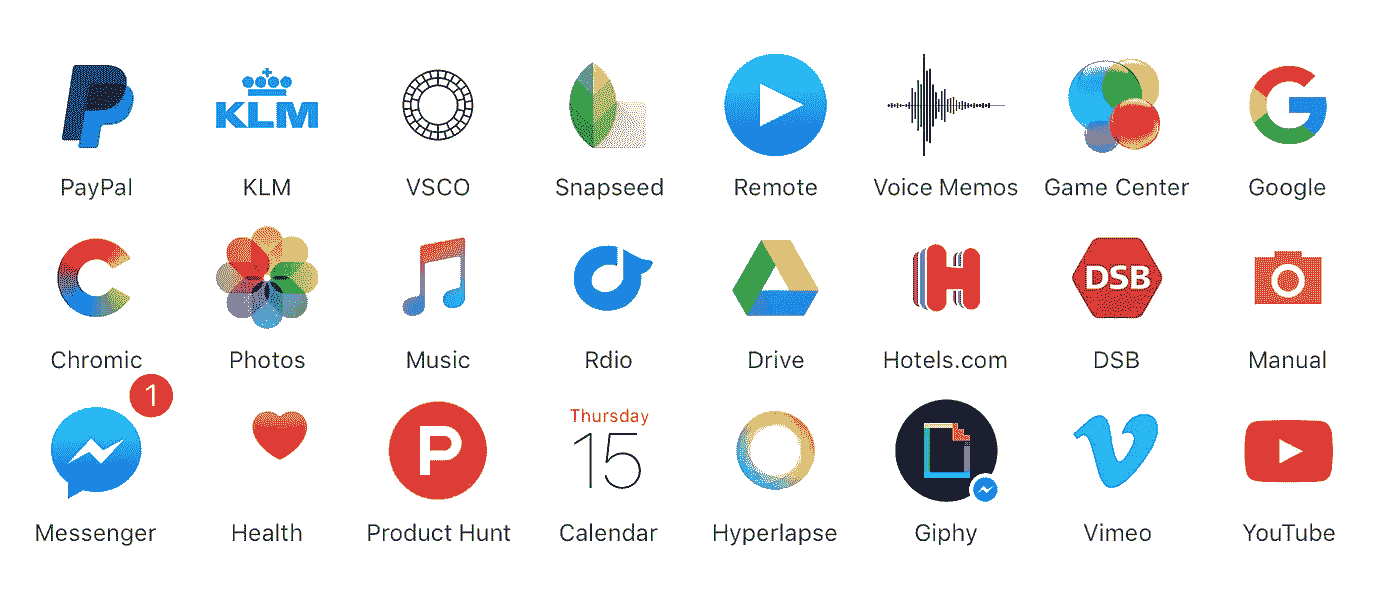 KLM
PayPal KLM VSCO Snapseed Remote Voice Memos Game Center Google
DSB
Chromic Photos Music Rdio Drive Hotels.com DSB Manual
1
Thursday
15
Messenger Health Product Hunt Calendar Hyperlapse Giphy Vimeo YouTube